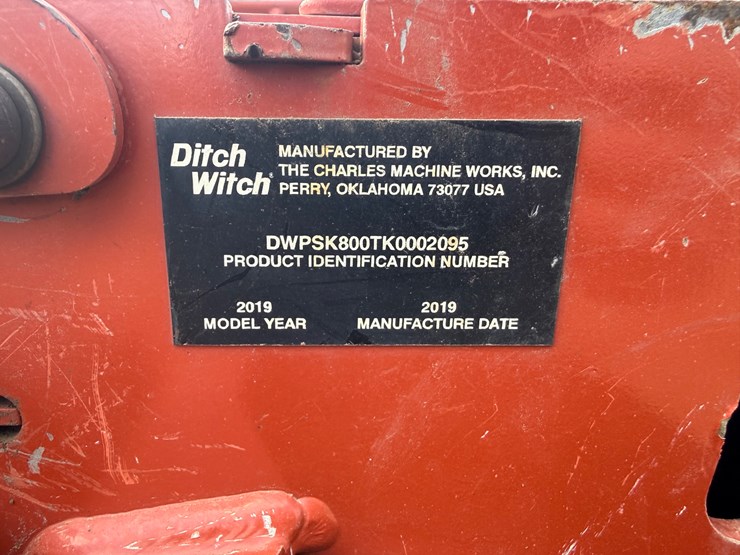 Ditch Witch®
MANUFACTURED BY
THE CHARLES MACHINE WORKS, INC.
PERRY, OKLAHOMA 73077 USA
DWPSK800TK0002095
PRODUCT IDENTIFICATION NUMBER
2019
MODEL YEAR
2019
MANUFACTURE DATE